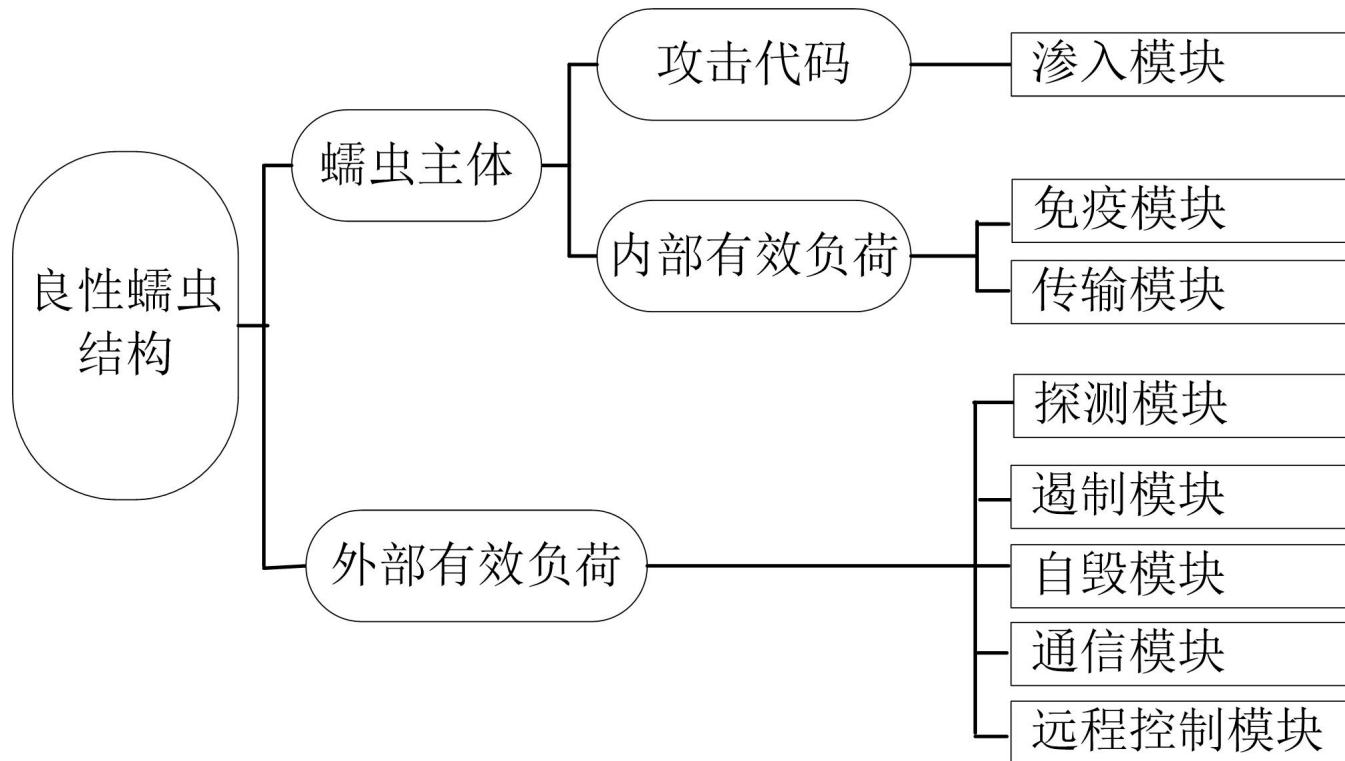 攻击代码
渗入模块
蠕虫主体
免疫模块
内部有效负荷
传输模块
良性蠕虫
结构
探测模块
遏制模块
外部有效负荷
自毁模块
通信模块
远程控制模块